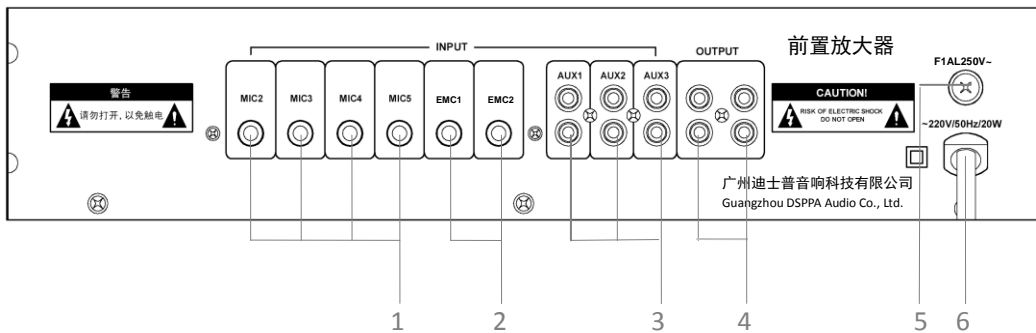 INPUT
OUTPUT
前置放大器
F1AL250V~
警告
请勿打开，以免触电
MIC2
MIC3
MIC4
MIC5
EMC1
EMC2
AUX1
AUX2
AUX3
CAUTION!
RISK OF ELECTRIC SHOCK
DO NOT OPEN
~220V/50Hz/20W
广州迪士普音响科技有限公司
Guangzhou DSPPA Audio Co., Ltd.
1
2
3
4
5
6